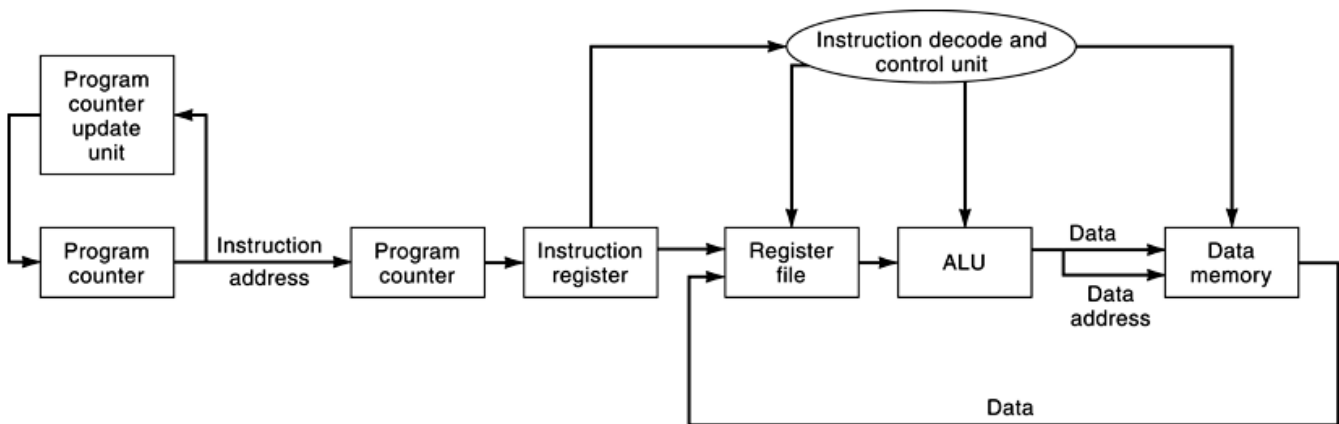 Instruction decode and
control unit
Program
counter
update
unit
Program
counter
Instruction
address
Program
counter
Instruction
register
Register
file
ALU
Data
Data
address
Data
memory
Data